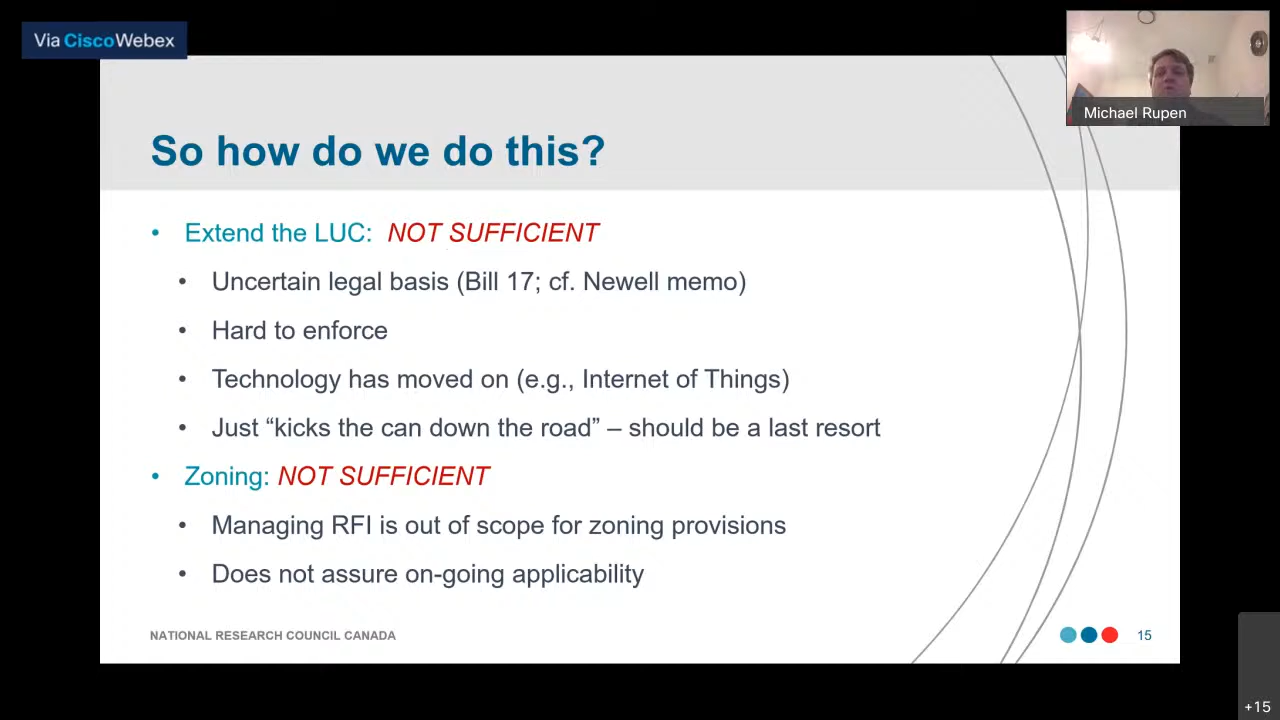 Via Cisco Webex
Michael Rupen
So how do we do this?
• Extend the LUC: NOT SUFFICIENT
• Uncertain legal basis (Bill 17; cf. Newell memo)
• Hard to enforce
• Technology has moved on (e.g., Internet of Things)
• Just “kicks the can down the road” – should be a last resort
• Zoning: NOT SUFFICIENT
• Managing RFI is out of scope for zoning provisions
• Does not assure on-going applicability
NATIONAL RESEARCH COUNCIL CANADA
15
+15